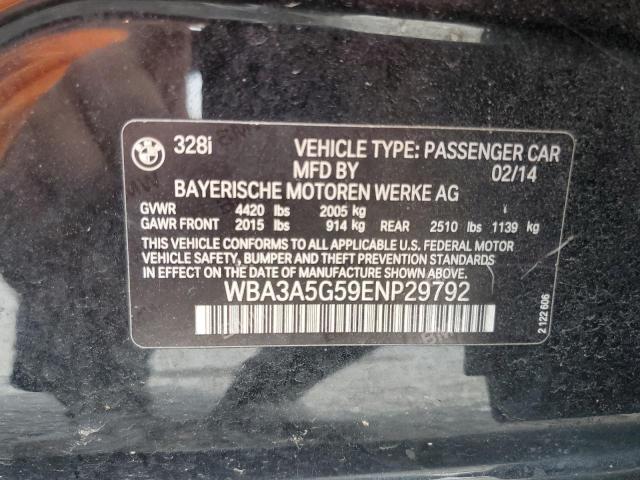 BMW 328i VEHICLE TYPE: PASSENGER CAR
MFD BY 02/14
BAYERISCHE MOTOREN WERKE AG
GVWR 4420 lbs 2005 kg
GAWR FRONT 2015 lbs 914 kg REAR 2510 lbs 1139 kg
THIS VEHICLE CONFORMS TO ALL APPLICABLE U.S. FEDERAL MOTOR
VEHICLE SAFETY, BUMPER AND THEFT PREVENTION STANDARDS
IN EFFECT ON THE DATE OF MANUFACTURE SHOWN ABOVE.
WBA3A5G59ENP29792
2 122 606